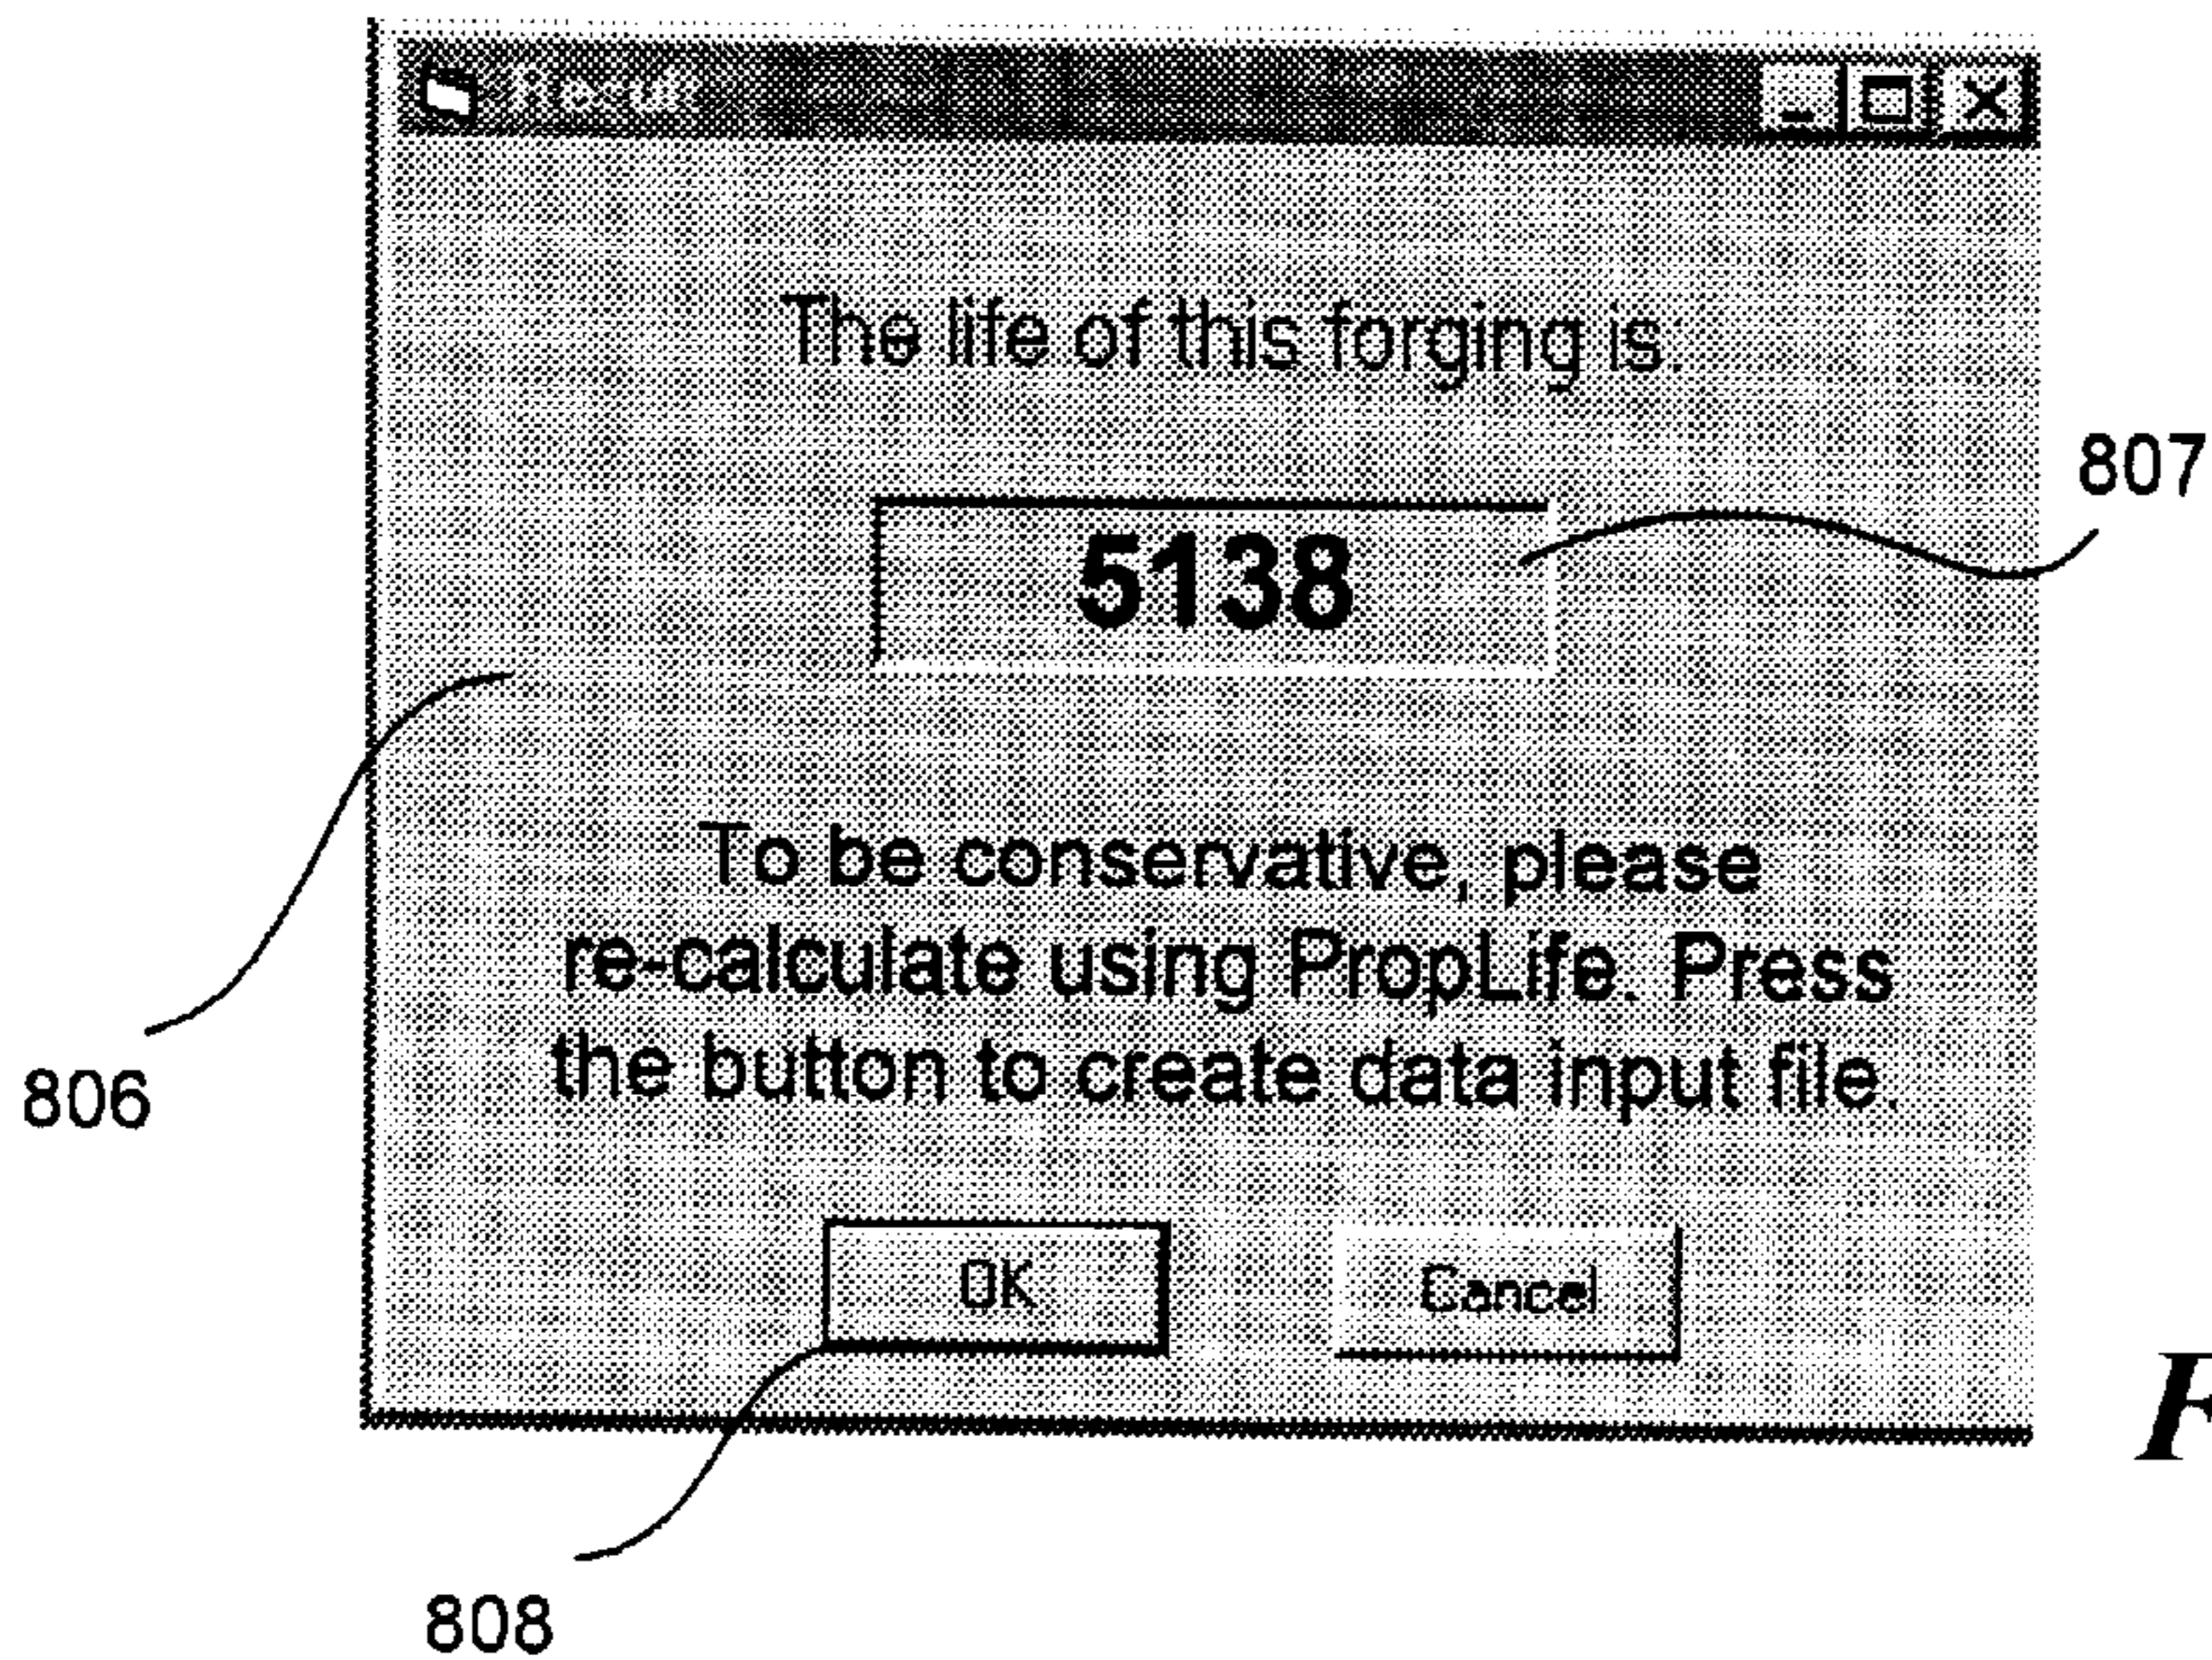 Result
The life of this forging is:
807
5138
To be conservative, please
re-calculate using PropLife. Press
the button to create data input file.
806
OK
Cancel
F
808